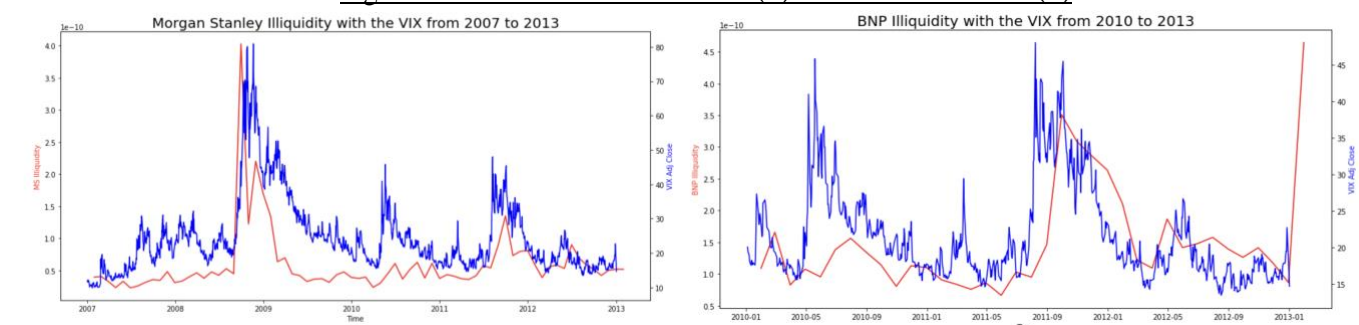 Morgan Stanley Illiquidity with the VIX from 2007 to 2013
1e−10
4.0
3.5
3.0
2.5
2.0
1.5
1.0
0.5
MS Illiquidity
80
70
60
50
40
30
20
10
VIX Adj Close
2007 2008 2009 2010 2011 2012 2013
Time
BNP Illiquidity with the VIX from 2010 to 2013
1e−10
4.5
4.0
3.5
3.0
2.5
2.0
1.5
1.0
0.5
BNP Illiquidity
45
40
35
30
25
20
15
VIX Adj Close
2010-01 2010-05 2010-09 2011-01 2011-05 2011-09 2012-01 2012-05 2012-09 2013-01